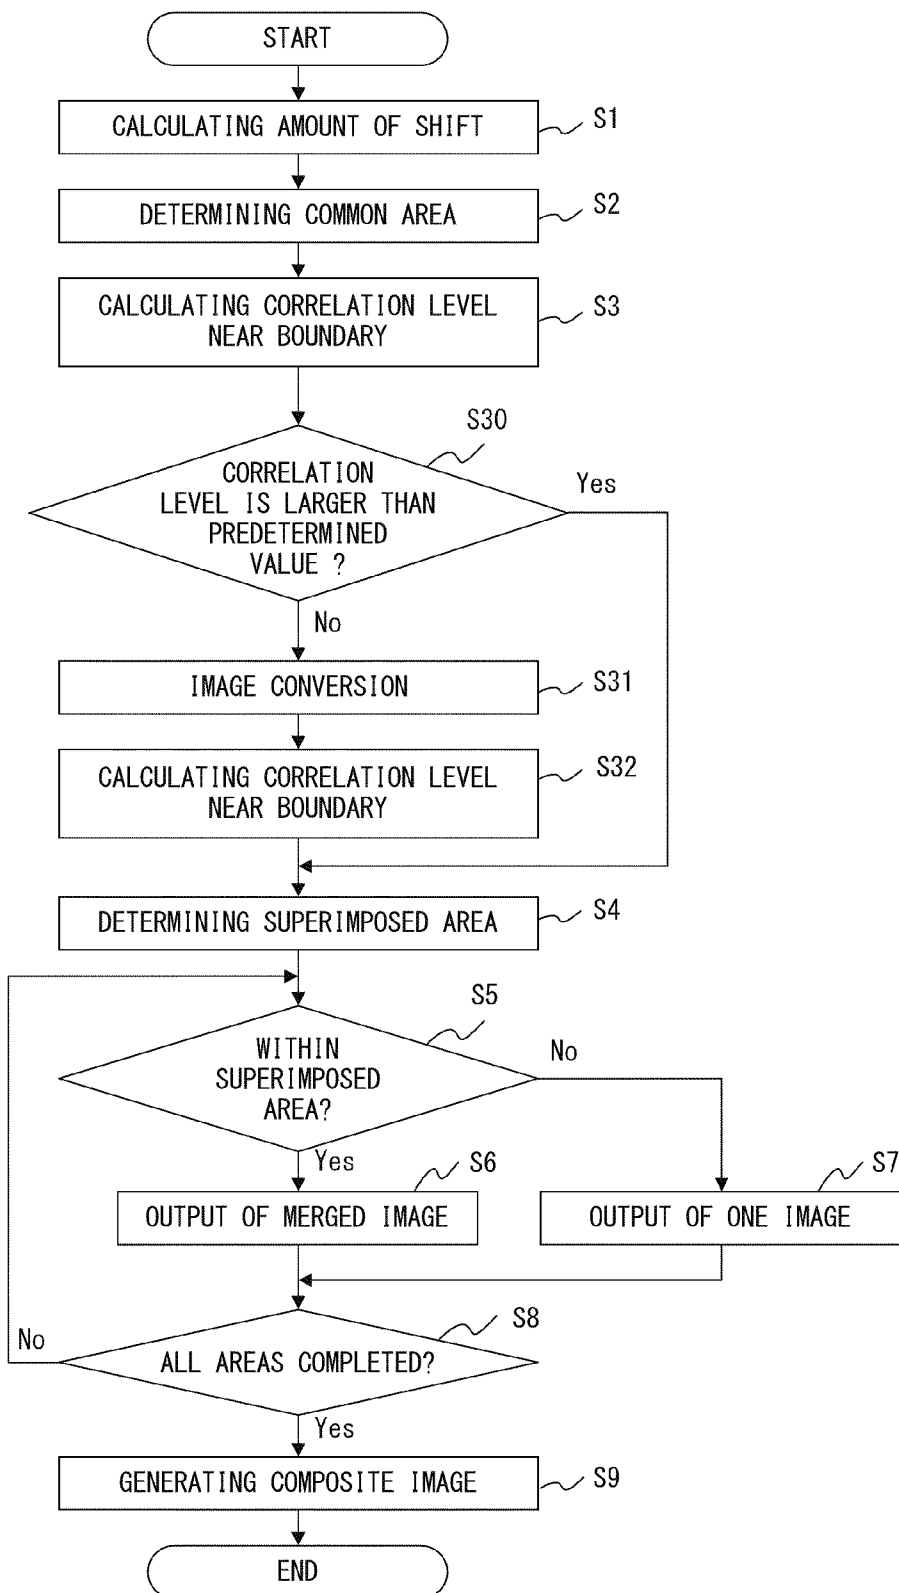 START
CALCULATING AMOUNT OF SHIFT
S1
DETERMINING COMMON AREA
S2
CALCULATING CORRELATION LEVEL
NEAR BOUNDARY
S3
S30
CORRELATION
LEVEL IS LARGER THAN
PREDETERMINED
VALUE ?
Yes
No
IMAGE CONVERSION
S31
CALCULATING CORRELATION LEVEL
NEAR BOUNDARY
S32
DETERMINING SUPERIMPOSED AREA
S4
S5
WITHIN
SUPERIMPOSED
AREA?
No
Yes
S6
S7
OUTPUT OF MERGED IMAGE
OUTPUT OF ONE IMAGE
S8
No
ALL AREAS COMPLETED?
Yes
GENERATING COMPOSITE IMAGE
S9
END